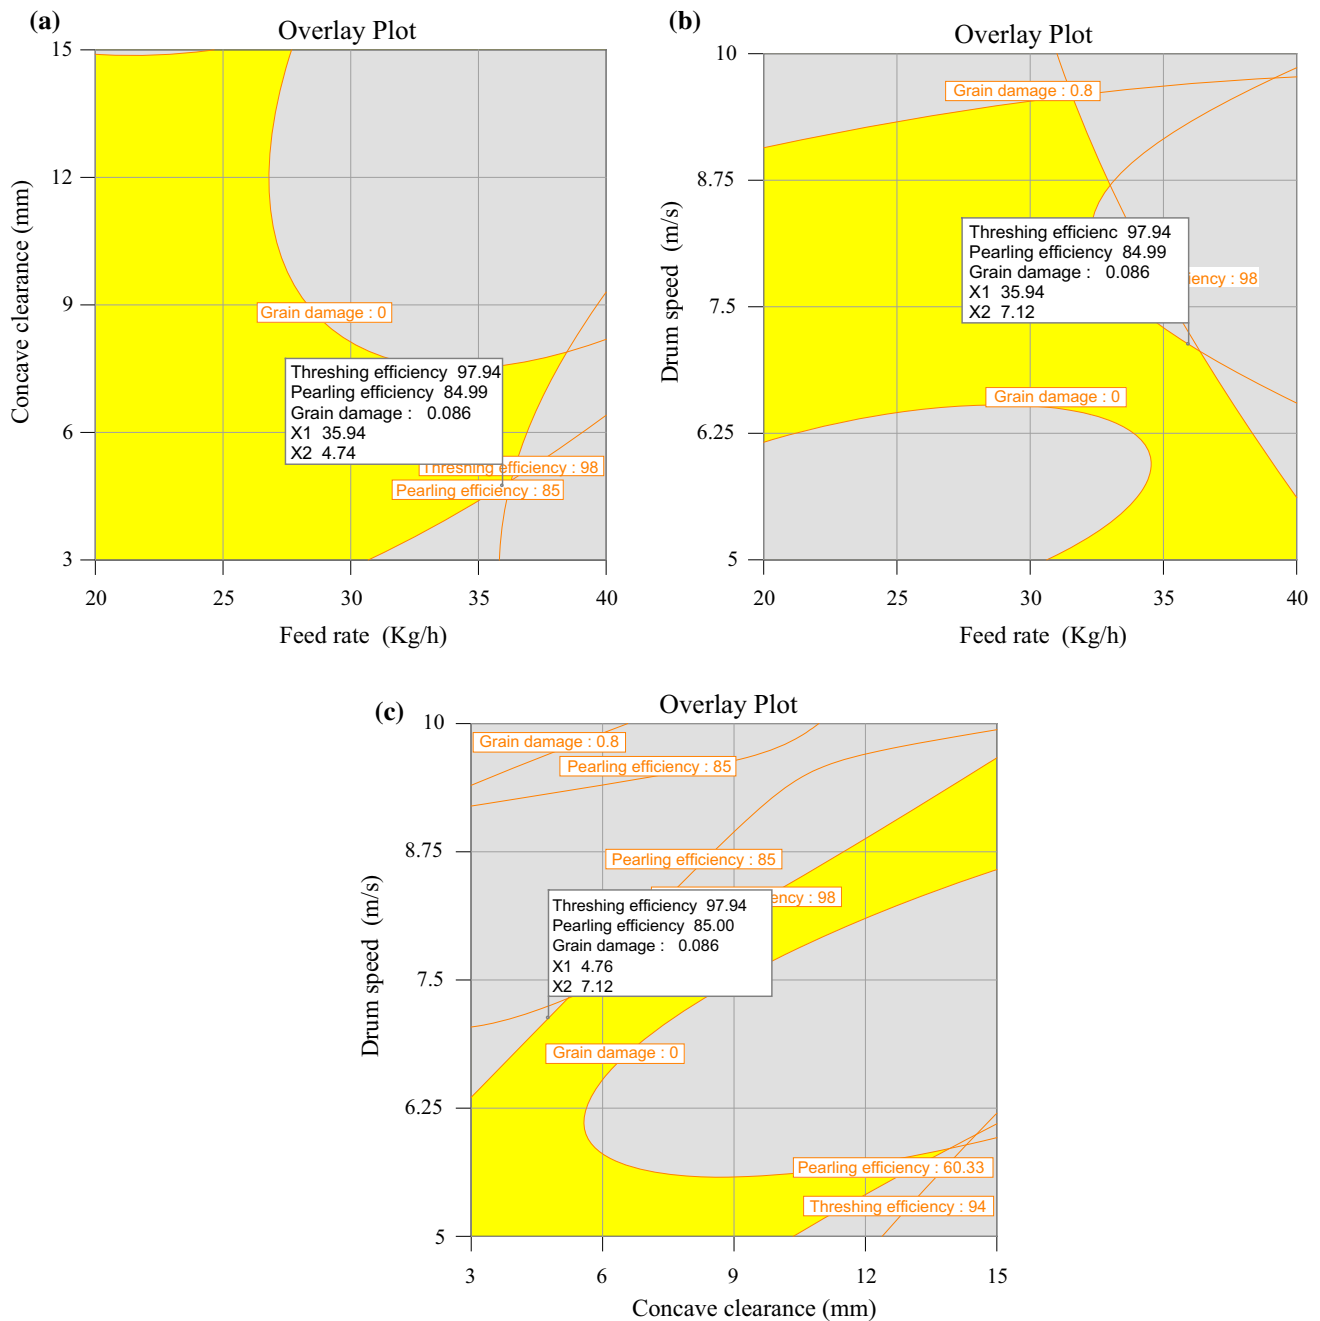 (a)
Overlay Plot
15
12
9
6
3
Concave clearance (mm)
Grain damage : 0
Threshing efficiency 97.94
Pearling efficiency 84.99
Grain damage : 0.086
X1 35.94
X2 4.74
Threshing efficiency : 98
Pearling efficiency : 85
20 25 30 35 40
Feed rate (Kg/h)
(b)
Overlay Plot
10
8.75
7.5
6.25
5
Drum speed (m/s)
Grain damage : 0.8
Threshing efficienc 97.94
Pearling efficiency 84.99
Grain damage : 0.086
X1 35.94
X2 7.12
iency : 98
Grain damage : 0
20 25 30 35 40
Feed rate (Kg/h)
(c)
Overlay Plot
10
8.75
7.5
6.25
5
Drum speed (m/s)
Grain damage : 0.8
Pearling efficiency : 85
Pearling efficiency : 85
ency : 98
Threshing efficiency 97.94
Pearling efficiency 85.00
Grain damage : 0.086
X1 4.76
X2 7.12
Grain damage : 0
Pearling efficiency : 60.33
Threshing efficiency : 94
3 6 9 12 15
Concave clearance (mm)